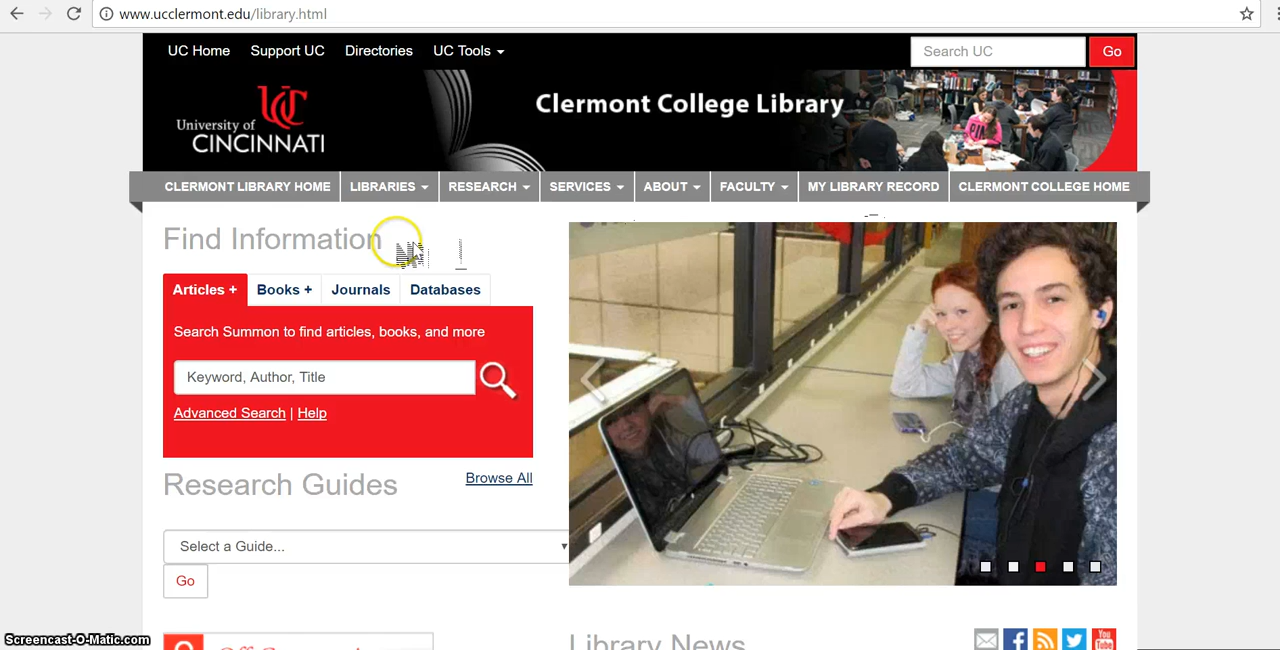 www.ucclermont.edu/library.html
UC Home Support UC Directories UC Tools
Search UC
Go
UC
University of
CINCINNATI
Clermont College Library
CLERMONT LIBRARY HOME LIBRARIES RESEARCH SERVICES ABOUT FACULTY MY LIBRARY RECORD CLERMONT COLLEGE HOME
Find Information
Articles + Books + Journals Databases
Search Summon to find articles, books, and more
Keyword, Author, Title
Advanced Search | Help
Research Guides
Browse All
Select a Guide...
Go
Library News
You
Tube
Screencast-O-Matic.com